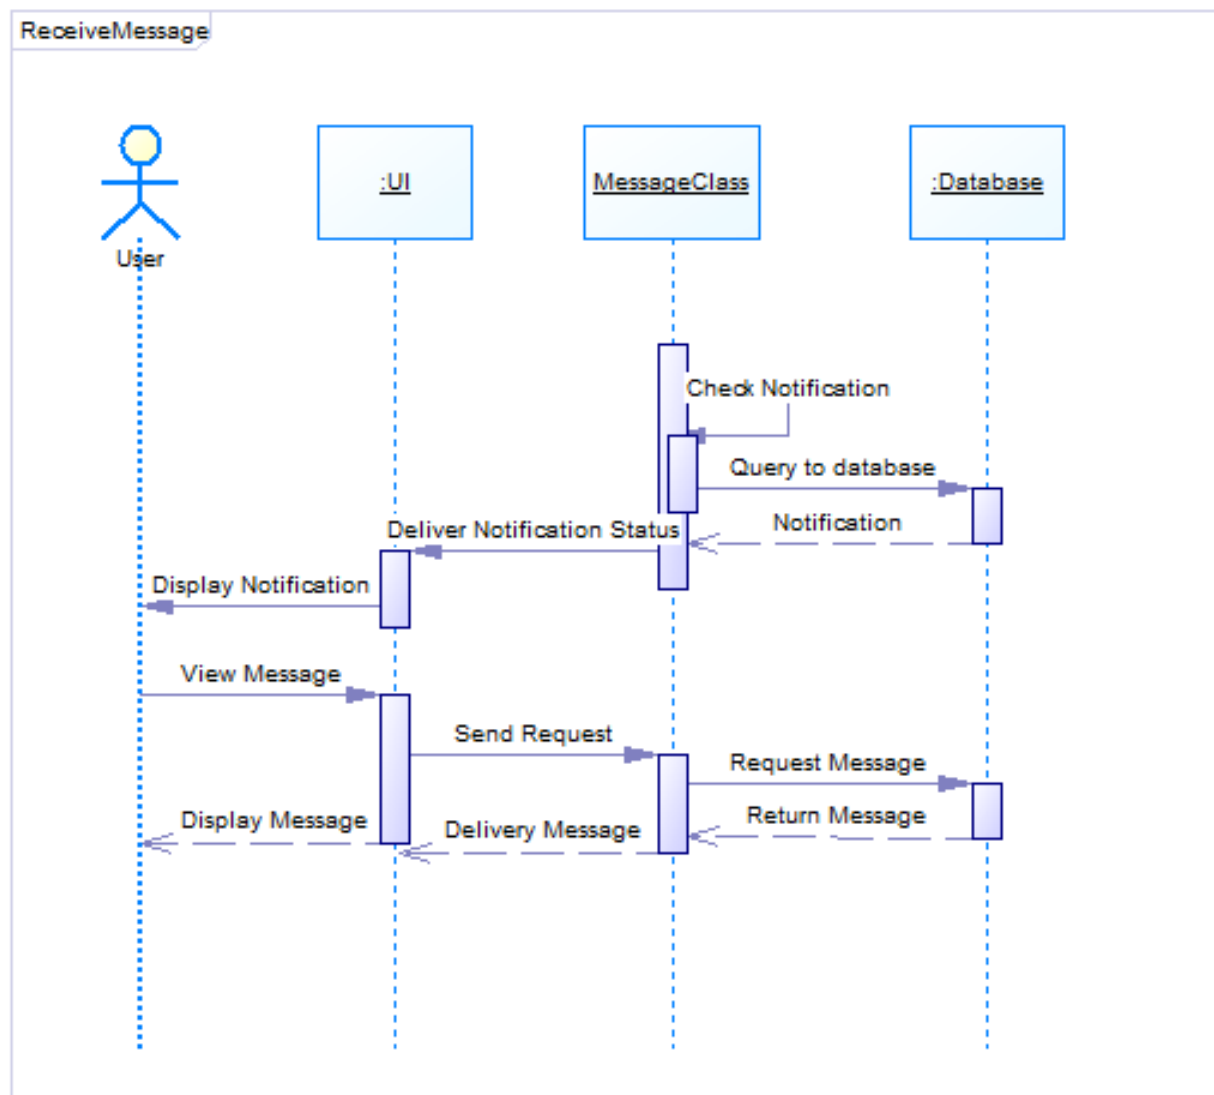 ReceiveMessage
:UI
MessageClass
:Database
User
Check Notification
Query to database
Notification
Deliver Notification Status
Display Notification
View Message
Send Request
Request Message
Return Message
Display Message
Delivery Message